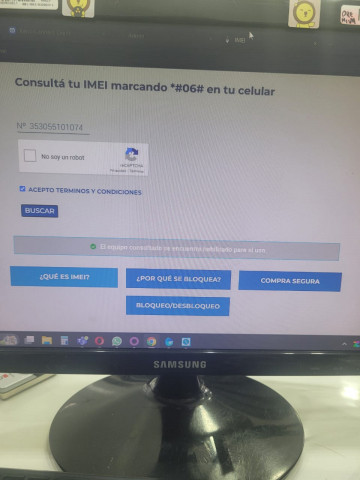 IMEI
Consultá tu IMEI marcando *#06# en tu celular
Nº 353055101074
No soy un robot
reCAPTCHA
ACEPTO TERMINOS Y CONDICIONES
BUSCAR
El equipo consultado se encuentra habilitado para el uso
¿QUÉ ES IMEI?
¿POR QUÉ SE BLOQUEA?
COMPRA SEGURA
BLOQUEO/DESBLOQUEO
SAMSUNG